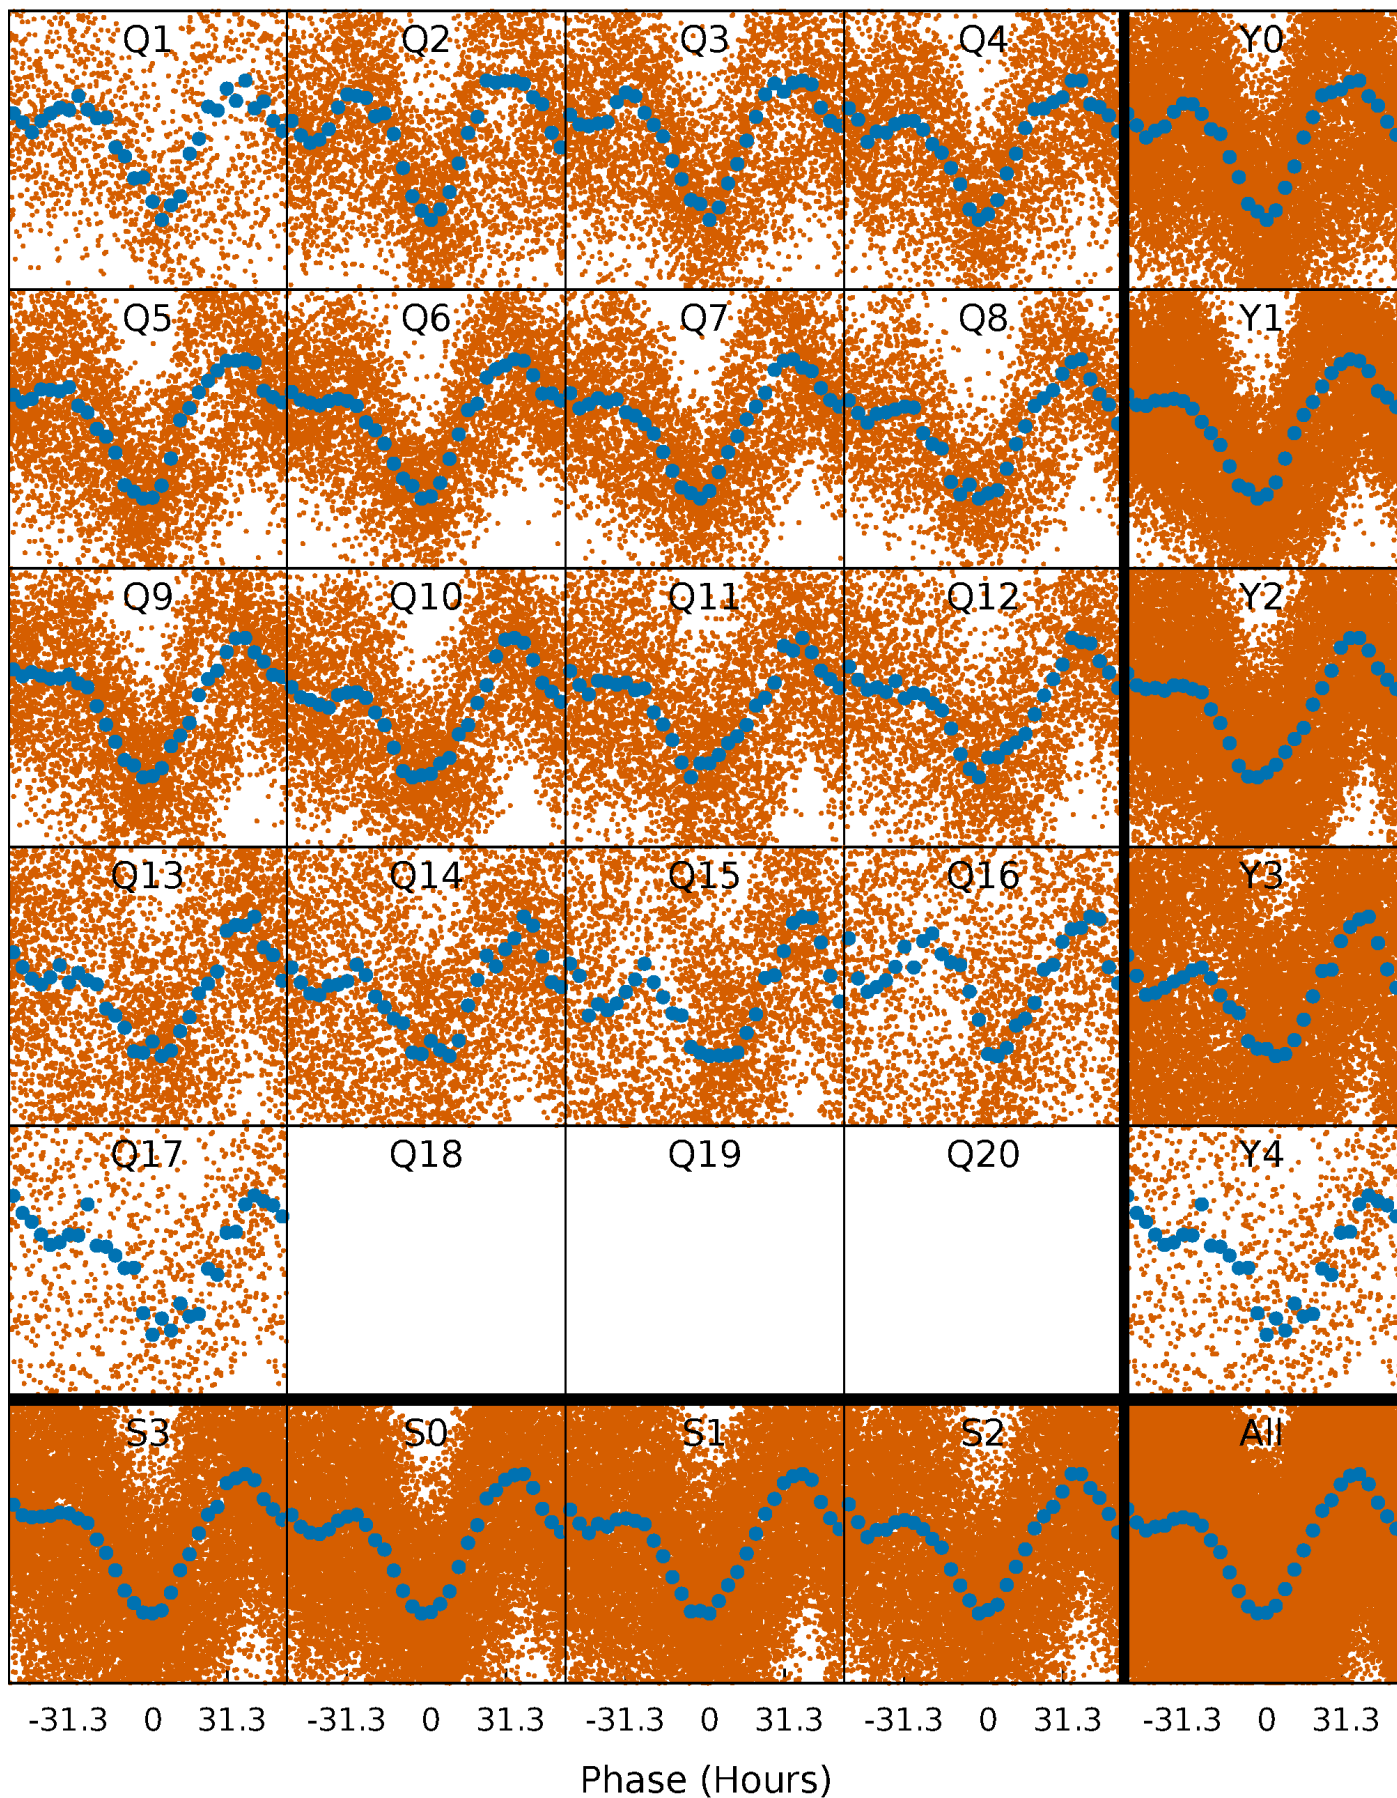 Q1 Q2 Q3 Q4 Y0
Q5 Q6 Q7 Q8 Y1
Q9 Q10 Q11 Q12 Y2
Q13 Q14 Q15 Q16 Y3
Q17 Q18 Q19 Q20 Y4
S3 S0 S1 S2 All
-31.3 0 31.3 -31.3 0 31.3 -31.3 0 31.3 -31.3 0 31.3 -31.3 0 31.3
Phase (Hours)